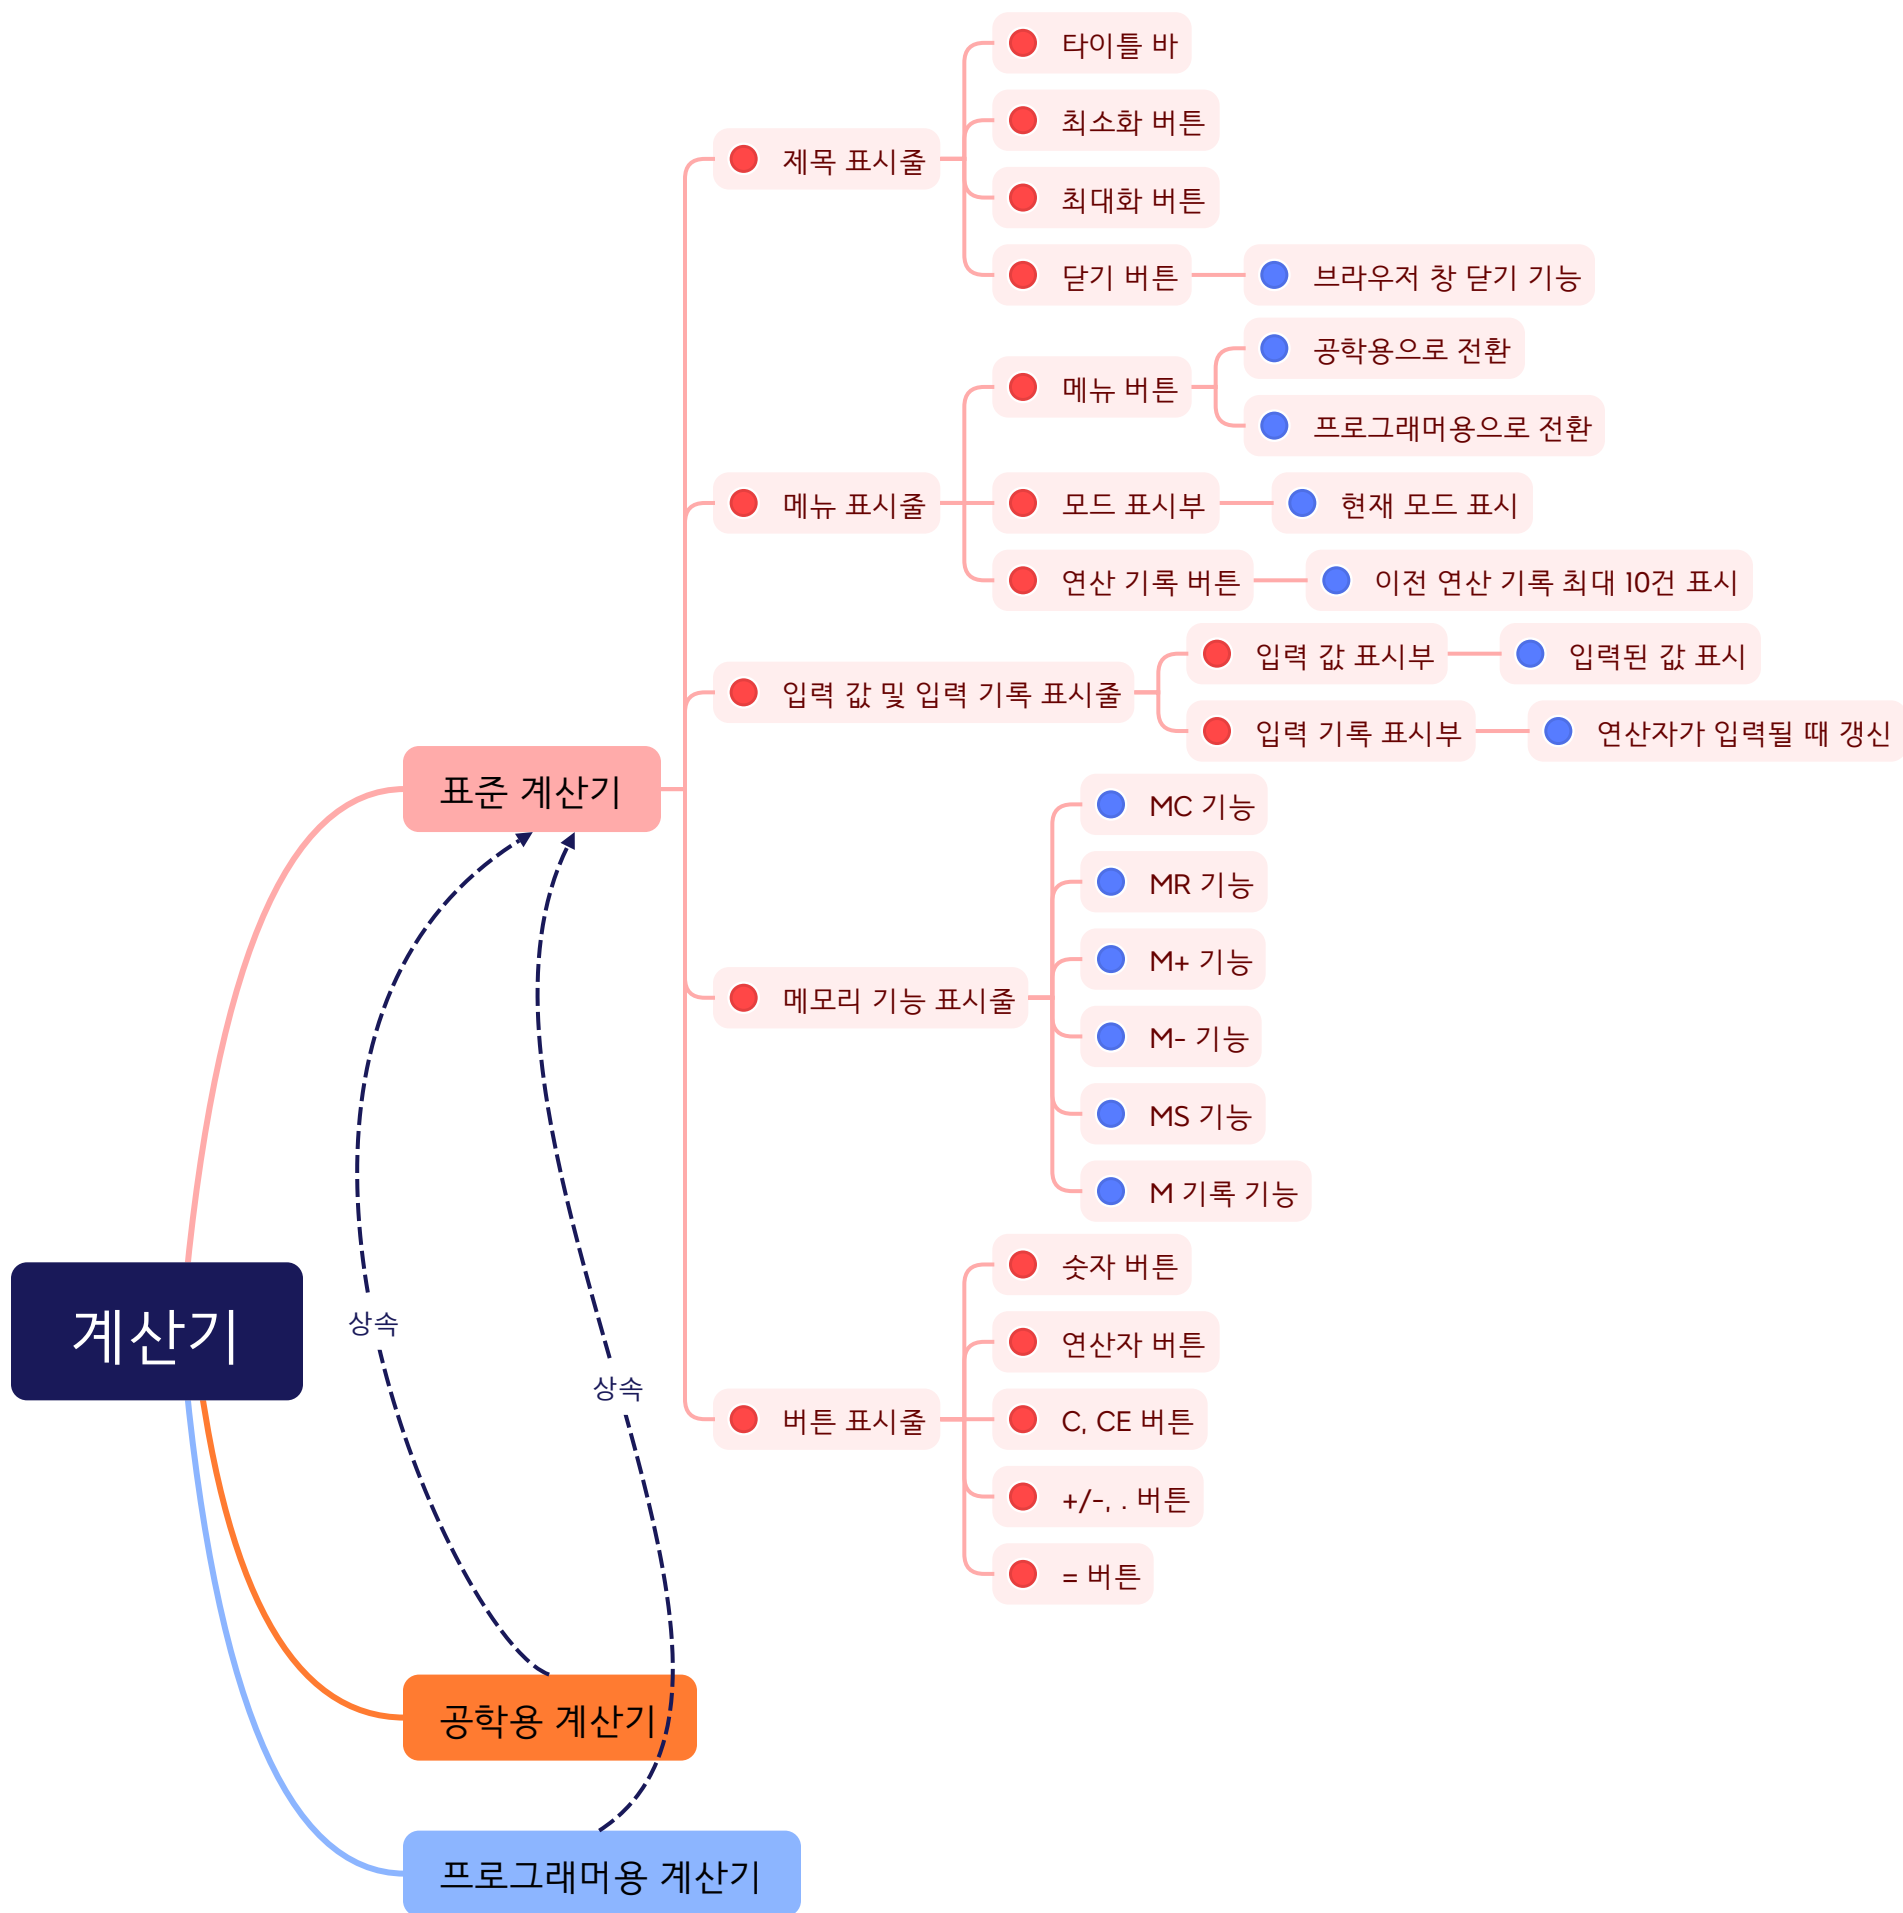 계산기
표준 계산기
제목 표시줄
타이틀 바
최소화 버튼
최대화 버튼
닫기 버튼
브라우저 창 닫기 기능
메뉴 표시줄
메뉴 버튼
공학용으로 전환
프로그래머용으로 전환
모드 표시부
현재 모드 표시
연산 기록 버튼
이전 연산 기록 최대 10건 표시
입력 값 및 입력 기록 표시줄
입력 값 표시부
입력된 값 표시
입력 기록 표시부
연산자가 입력될 때 갱신
메모리 기능 표시줄
MC 기능
MR 기능
M+ 기능
M- 기능
MS 기능
M 기록 기능
버튼 표시줄
숫자 버튼
연산자 버튼
C, CE 버튼
+/-, . 버튼
= 버튼
상속
상속
공학용 계산기
프로그래머용 계산기